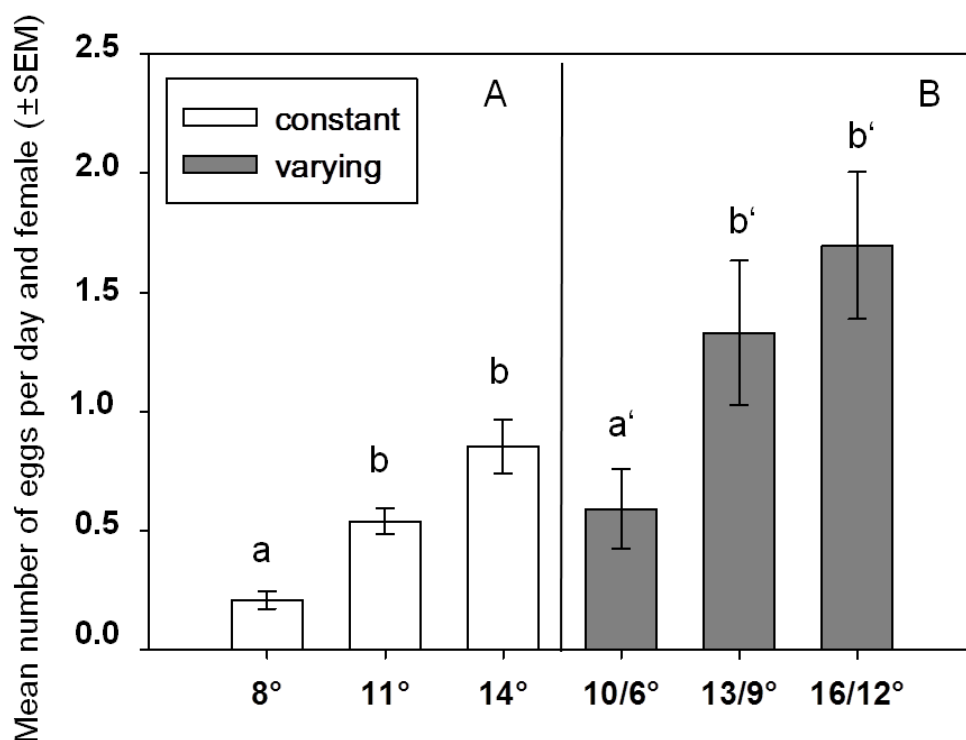 Mean number of eggs per day and female (±SEM)
2.5
2.0
1.5
1.0
0.5
0.0
constant
varying
A
B
a
b
b
a‘
b‘
b‘
8°
11°
14°
10/6°
13/9°
16/12°